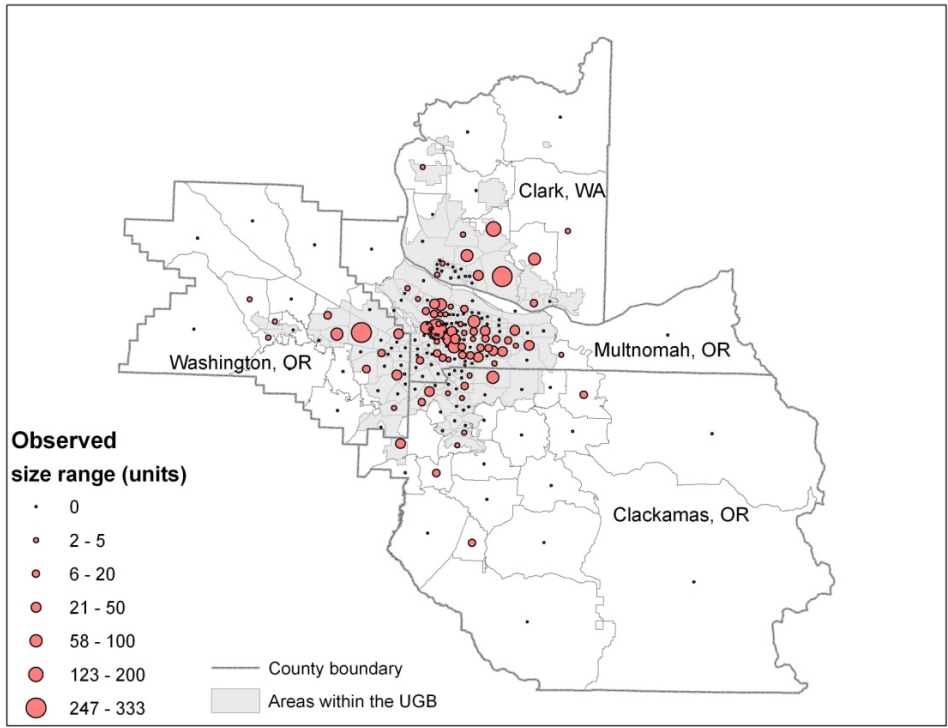 Clark, WA
Multnomah, OR
Washington, OR
Clackamas, OR
Observed
size range (units)
0
2 - 5
6 - 20
21 - 50
58 - 100
123 - 200
247 - 333
County boundary
Areas within the UGB